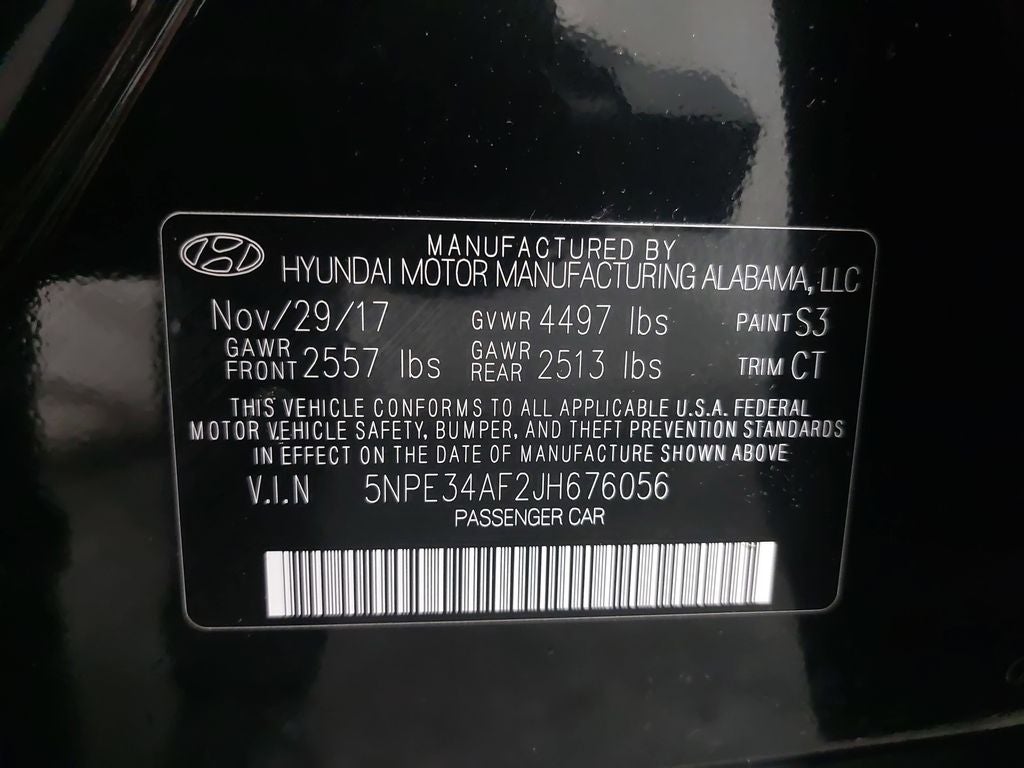 MANUFACTURED BY
HYUNDAI MOTOR MANUFACTURING ALABAMA, LLC
Nov/29/17 GVWR 4497 lbs PAINT S3
GAWR FRONT 2557 lbs GAWR REAR 2513 lbs TRIM CT
THIS VEHICLE CONFORMS TO ALL APPLICABLE U.S.A. FEDERAL
MOTOR VEHICLE SAFETY, BUMPER, AND THEFT PREVENTION STANDARDS
IN EFFECT ON THE DATE OF MANUFACTURE SHOWN ABOVE
V.I.N 5NPE34AF2JH676056
PASSENGER CAR